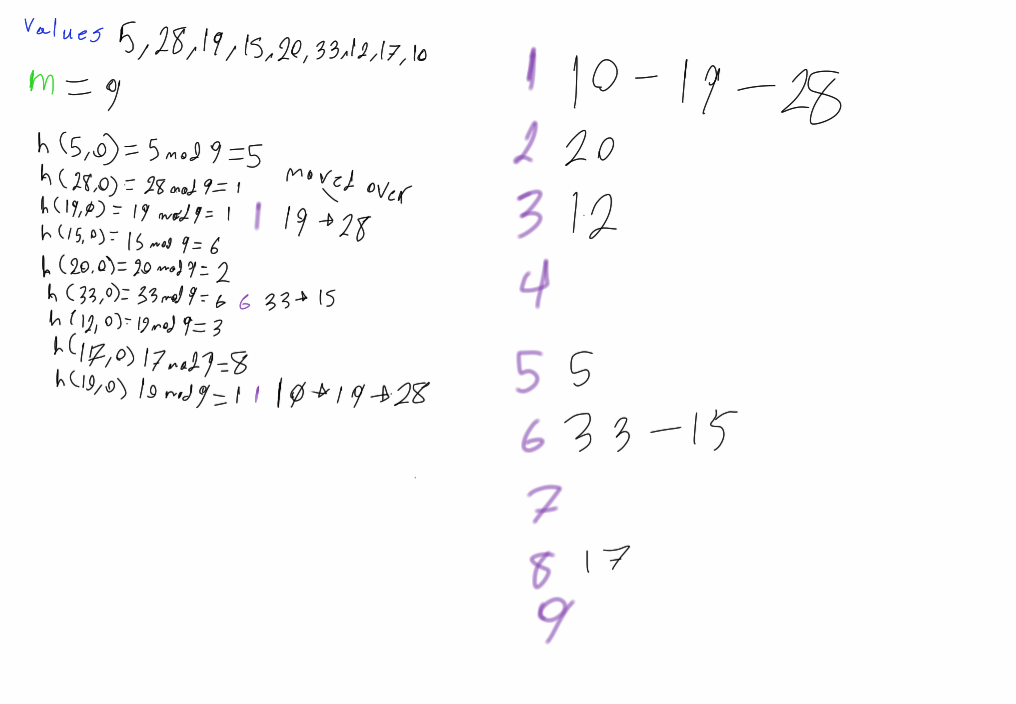 Values 5, 28, 19, 15, 20, 33, 12, 17, 10
m = 9
h(5,0) = 5 mod 9 = 5
h(28,0) = 28 mod 9 = 1
moved over
h(19,0) = 19 mod 9 = 1 1 19 → 28
h(15,0) = 15 mod 9 = 6
h(20,0) = 20 mod 9 = 2
h(33,0) = 33 mod 9 = 6 6 33 → 15
h(12,0) = 12 mod 9 = 3
h(17,0) 17 mod 9 = 8
h(10,0) 10 mod 9 = 1 1 10 → 19 → 28
1 10 - 19 - 28
2 20
3 12
4
5 5
6 33 - 15
7
8 17
9